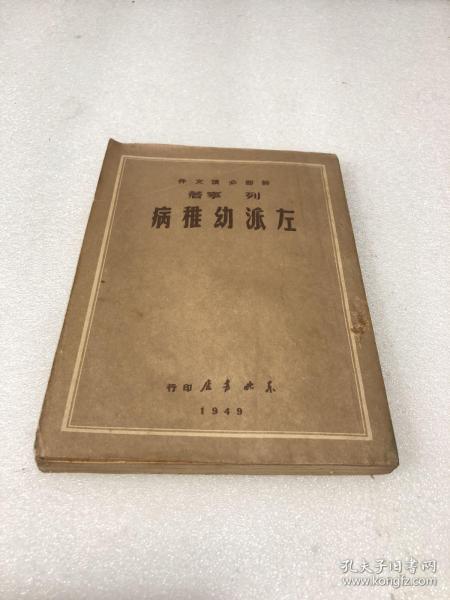 幹部必讀文件
列寧著
左派幼稚病
東北書店印行
1949
孔夫子旧书网
www.kongfz.com